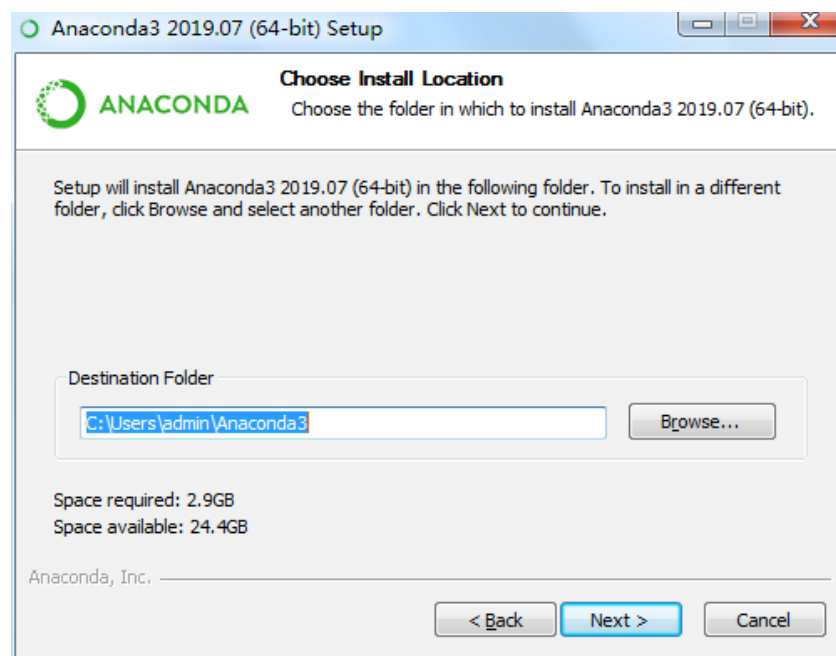 Anaconda3 2019.07 (64-bit) Setup
ANACONDA
Choose Install Location
Choose the folder in which to install Anaconda3 2019.07 (64-bit).
Setup will install Anaconda3 2019.07 (64-bit) in the following folder. To install in a different
folder, click Browse and select another folder. Click Next to continue.
Destination Folder
C:\Users\admin\Anaconda3
Browse...
Space required: 2.9GB
Space available: 24.4GB
Anaconda, Inc.
< Back
Next >
Cancel